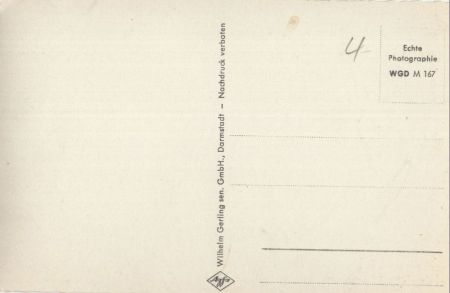 4-
Echte
Photographie
WGD M 167
Wilhelm Gerling sen. GmbH., Darmstadt – Nachdruck verboten
Agfa